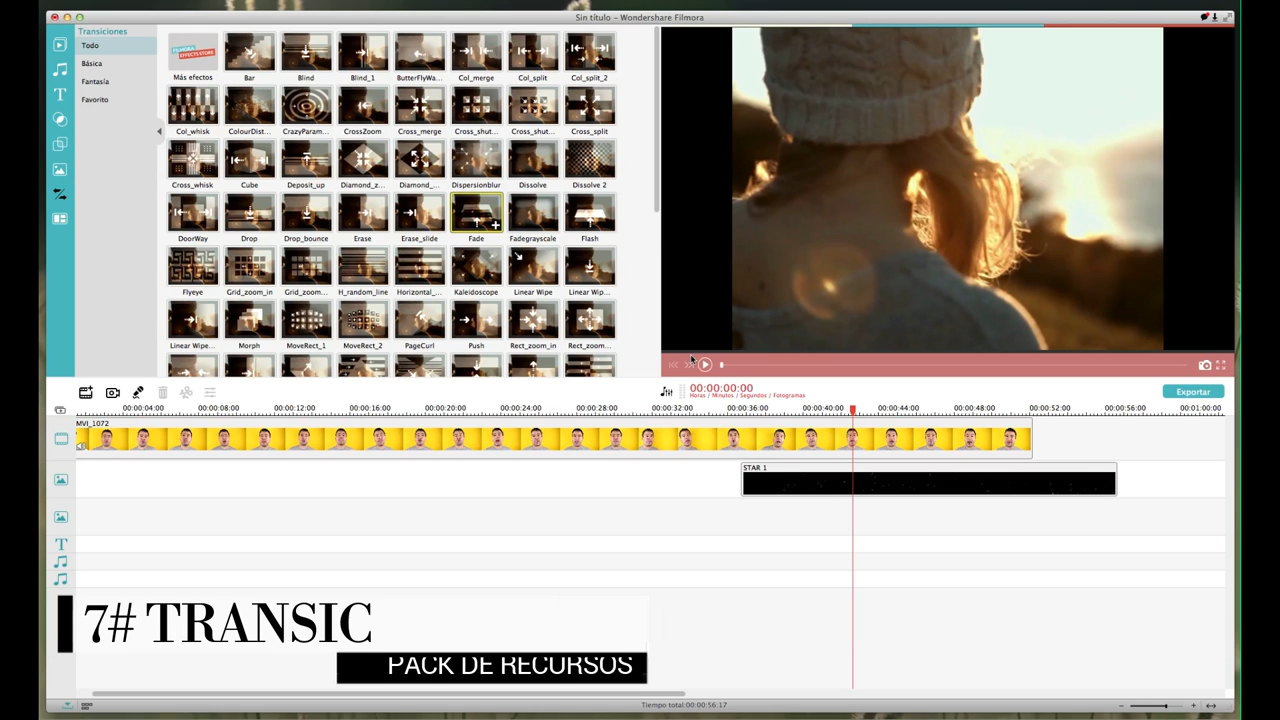 Sin título - Wondershare Filmora
Transiciones
Todo
Básica
Fantasía
Favorito
FILMORA EFFECTS STORE
Más efectos
Bar
Blind
Blind_1
ButterFlyWa...
Col_merge
Col_split
Col_split_2
Col_whisk
ColourDist...
CrazyParam...
CrossZoom
Cross_merge
Cross_shut...
Cross_shut...
Cross_split
Cross_whisk
Cube
Deposit_up
Diamond_z...
Diamond_...
Dispersionblur
Dissolve
Dissolve 2
DoorWay
Drop
Drop_bounce
Erase
Erase_slide
Fade
Fadegrayscale
Flash
Flyeye
Grid_zoom_in
Grid_zoom...
H_random_line
Horizontal_...
Kaleidoscope
Linear Wipe
Linear Wip...
Linear Wipe...
Morph
MoveRect_1
MoveRect_2
PageCurl
Push
Rect_zoom_in
Rect_zoom...
00:00:00:00
Horas / Minutos / Segundos / Fotogramas
Exportar
00:00:04:00 00:00:08:00 00:00:12:00 00:00:16:00 00:00:20:00 00:00:24:00 00:00:28:00 00:00:32:00 00:00:36:00 00:00:40:00 00:00:44:00 00:00:48:00 00:00:52:00 00:00:56:00 00:01:00:00
MVI_1072
STAR 1
7# TRANSIC
PACK DE RECURSOS
Tiempo total:00:00:56:17